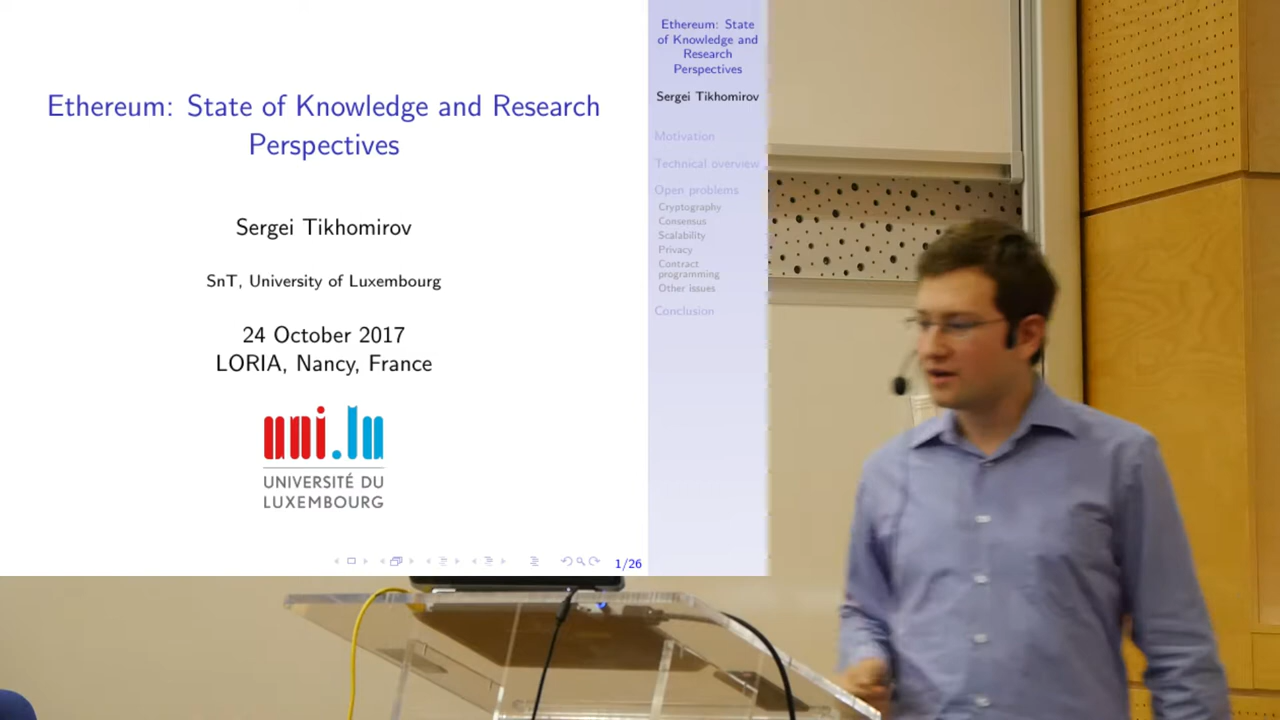 Ethereum: State of Knowledge and Research
Perspectives
Sergei Tikhomirov
SnT, University of Luxembourg
24 October 2017
LORIA, Nancy, France
uni.lu
UNIVERSITÉ DU
LUXEMBOURG
1/26
Ethereum: State
of Knowledge and
Research
Perspectives
Sergei Tikhomirov
Motivation
Technical overview
Open problems
Cryptography
Consensus
Scalability
Privacy
Contract
programming
Other issues
Conclusion